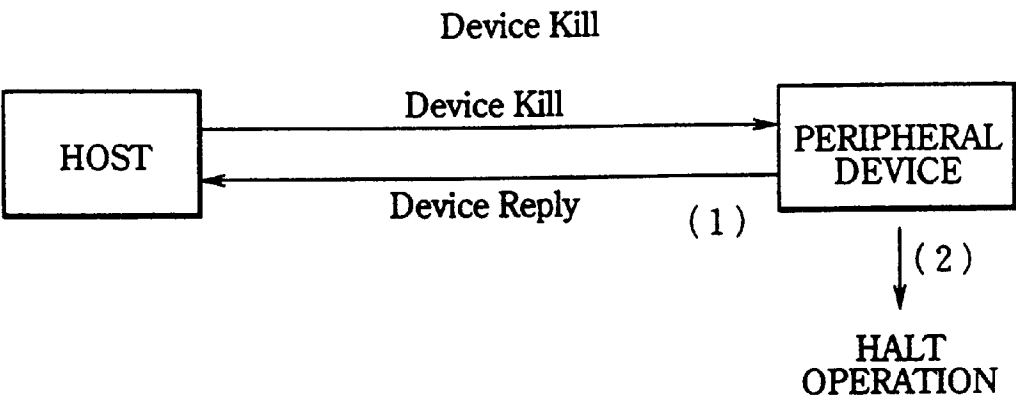 Device Kill
Device Kill
HOST
PERIPHERAL
DEVICE
Device Reply
(1)
(2)
HALT
OPERATION